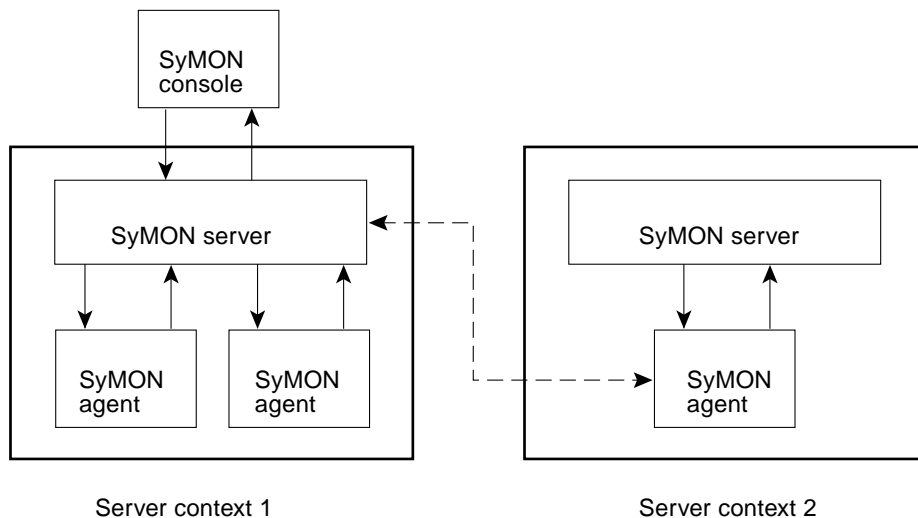 SyMON
console
SyMON server
SyMON server
SyMON
agent
SyMON
agent
SyMON
agent
Server context 1
Server context 2